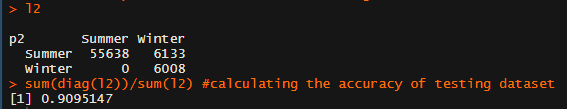 > l2
p2 Summer Winter
Summer 55638 6133
Winter 0 6008
> sum(diag(l2))/sum(l2) #calculating the accuracy of testing dataset
[1] 0.9095147